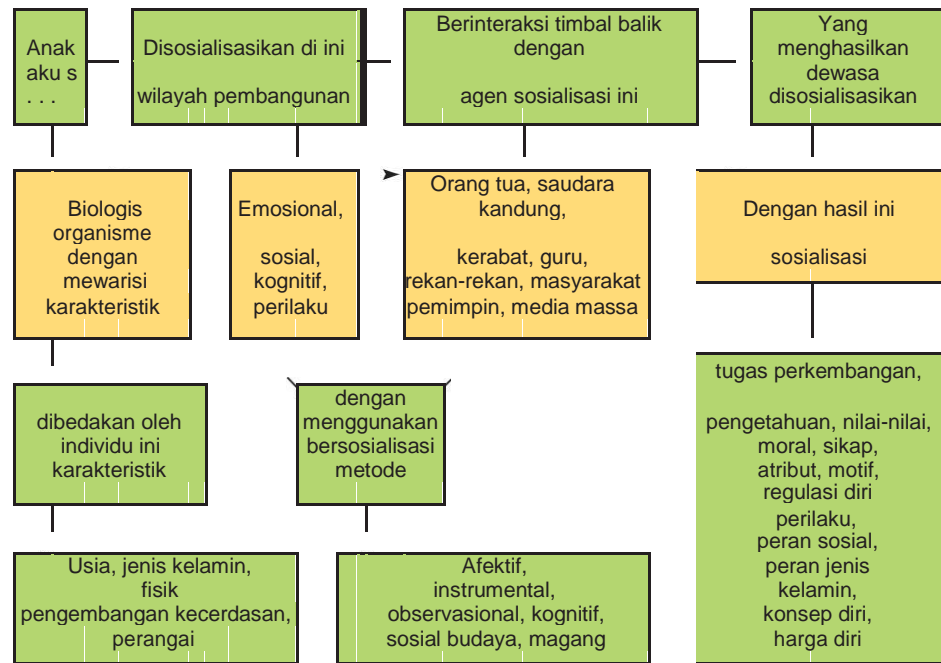 Anak
aku s
. . .
Disosialisasikan di ini
wilayah pembangunan
Berinteraksi timbal balik
dengan
agen sosialisasi ini
Yang
menghasilkan
dewasa
disosialisasikan
Biologis
organisme
dengan
mewarisi
karakteristik
Emosional,
sosial,
kognitif,
perilaku
Orang tua, saudara
kandung,
kerabat, guru,
rekan-rekan, masyarakat
pemimpin, media massa
Dengan hasil ini
sosialisasi
dibedakan oleh
individu ini
karakteristik
dengan
menggunakan
bersosialisasi
metode
tugas perkembangan,
pengetahuan, nilai-nilai,
moral, sikap,
atribut, motif,
regulasi diri
perilaku,
peran sosial,
peran jenis
kelamin,
konsep diri,
harga diri
Usia, jenis kelamin,
fisik
pengembangan kecerdasan,
perangai
Afektif,
instrumental,
observasional, kognitif,
sosial budaya, magang